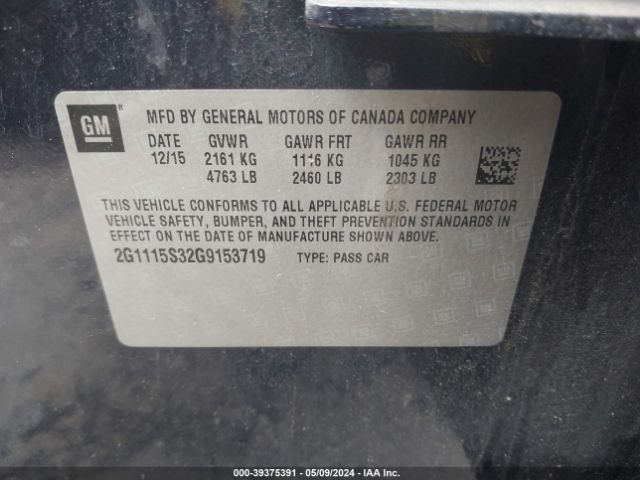 GM
MFD BY GENERAL MOTORS OF CANADA COMPANY
DATE GVWR GAWR FRT GAWR RR
12/15 2161 KG 1116 KG 1045 KG
4763 LB 2460 LB 2303 LB
THIS VEHICLE CONFORMS TO ALL APPLICABLE U.S. FEDERAL MOTOR
VEHICLE SAFETY, BUMPER, AND THEFT PREVENTION STANDARDS IN
EFFECT ON THE DATE OF MANUFACTURE SHOWN ABOVE.
2G1115S32G9153719 TYPE: PASS CAR
000-39375391 - 05/09/2024 - IAA Inc.